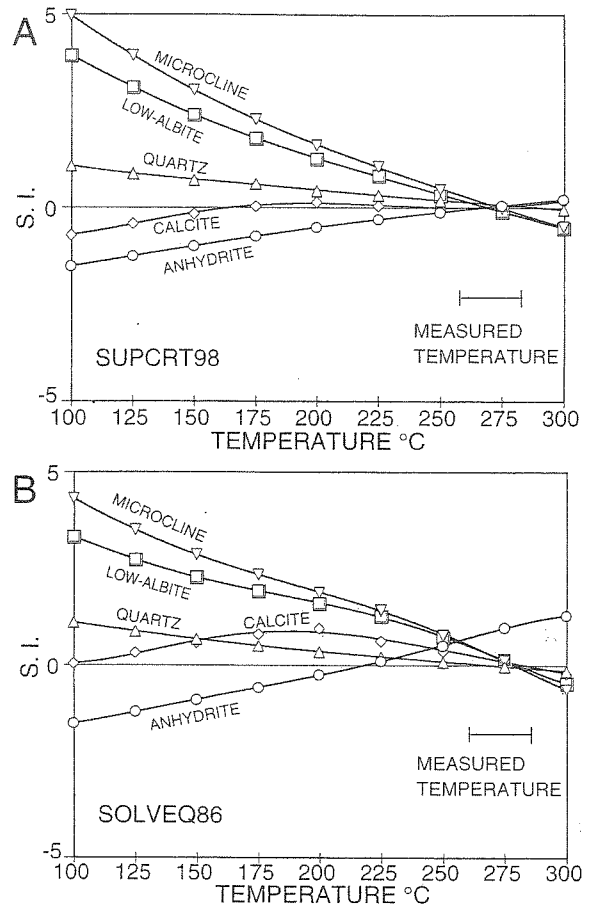 A
5
MICROCLINE
LOW-ALBITE
QUARTZ
S. I.
0
CALCITE
ANHYDRITE
MEASURED
TEMPERATURE
SUPCRT98
-5
100 125 150 175 200 225 250 275 300
TEMPERATURE °C
B
5
MICROCLINE
LOW-ALBITE
QUARTZ
CALCITE
S. I.
0
ANHYDRITE
MEASURED
TEMPERATURE
SOLVEQ86
-5
100 125 150 175 200 225 250 275 300
TEMPERATURE °C